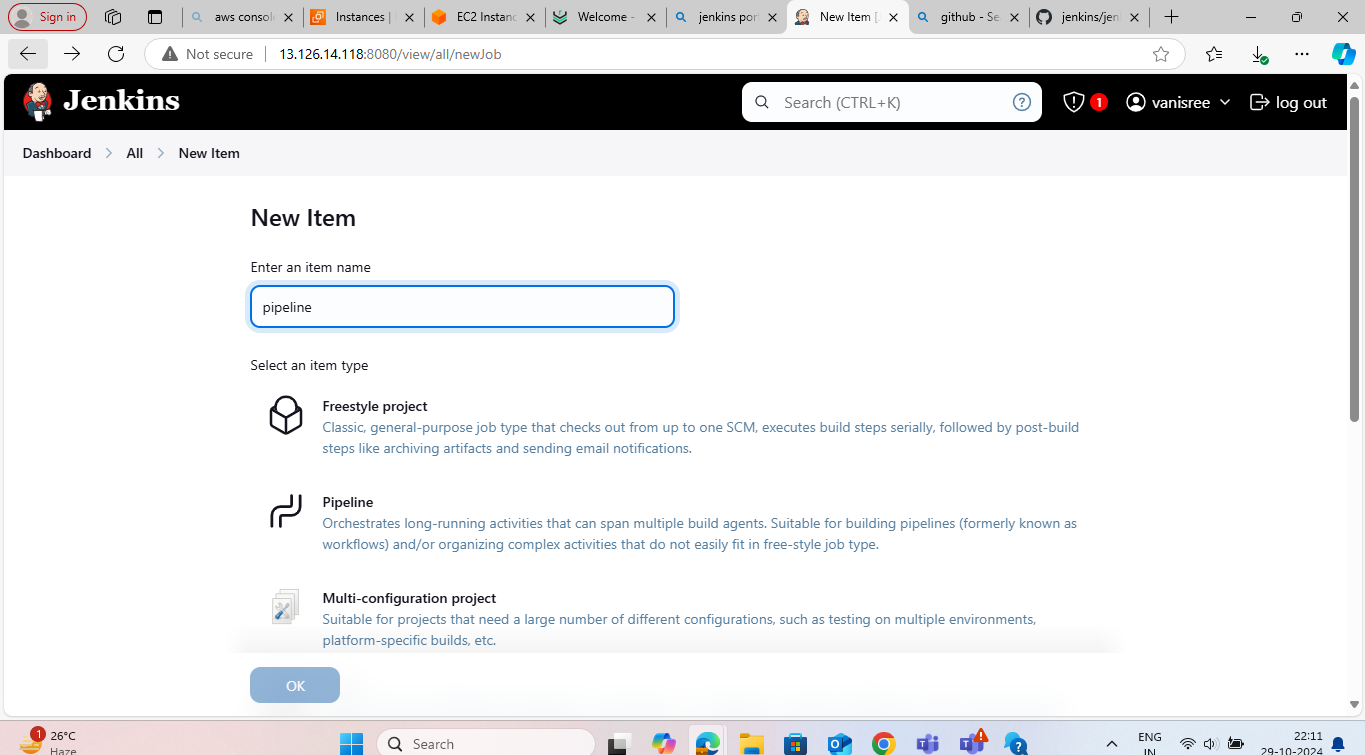 Sign in
aws consol
Instances |
EC2 Instanc
Welcome -
jenkins por
New Item [
github - Se
jenkins/jen
Not secure
13.126.14.118:8080/view/all/newJob
Jenkins
Search (CTRL+K)
?
1
vanisree
log out
Dashboard
All
New Item
New Item
Enter an item name
pipeline
Select an item type
Freestyle project
Classic, general-purpose job type that checks out from up to one SCM, executes build steps serially, followed by post-build
steps like archiving artifacts and sending email notifications.
Pipeline
Orchestrates long-running activities that can span multiple build agents. Suitable for building pipelines (formerly known as
workflows) and/or organizing complex activities that do not easily fit in free-style job type.
Multi-configuration project
Suitable for projects that need a large number of different configurations, such as testing on multiple environments,
platform-specific builds, etc.
OK
1
26°C
Haze
Search
ENG
IN
22:11
29-10-2024